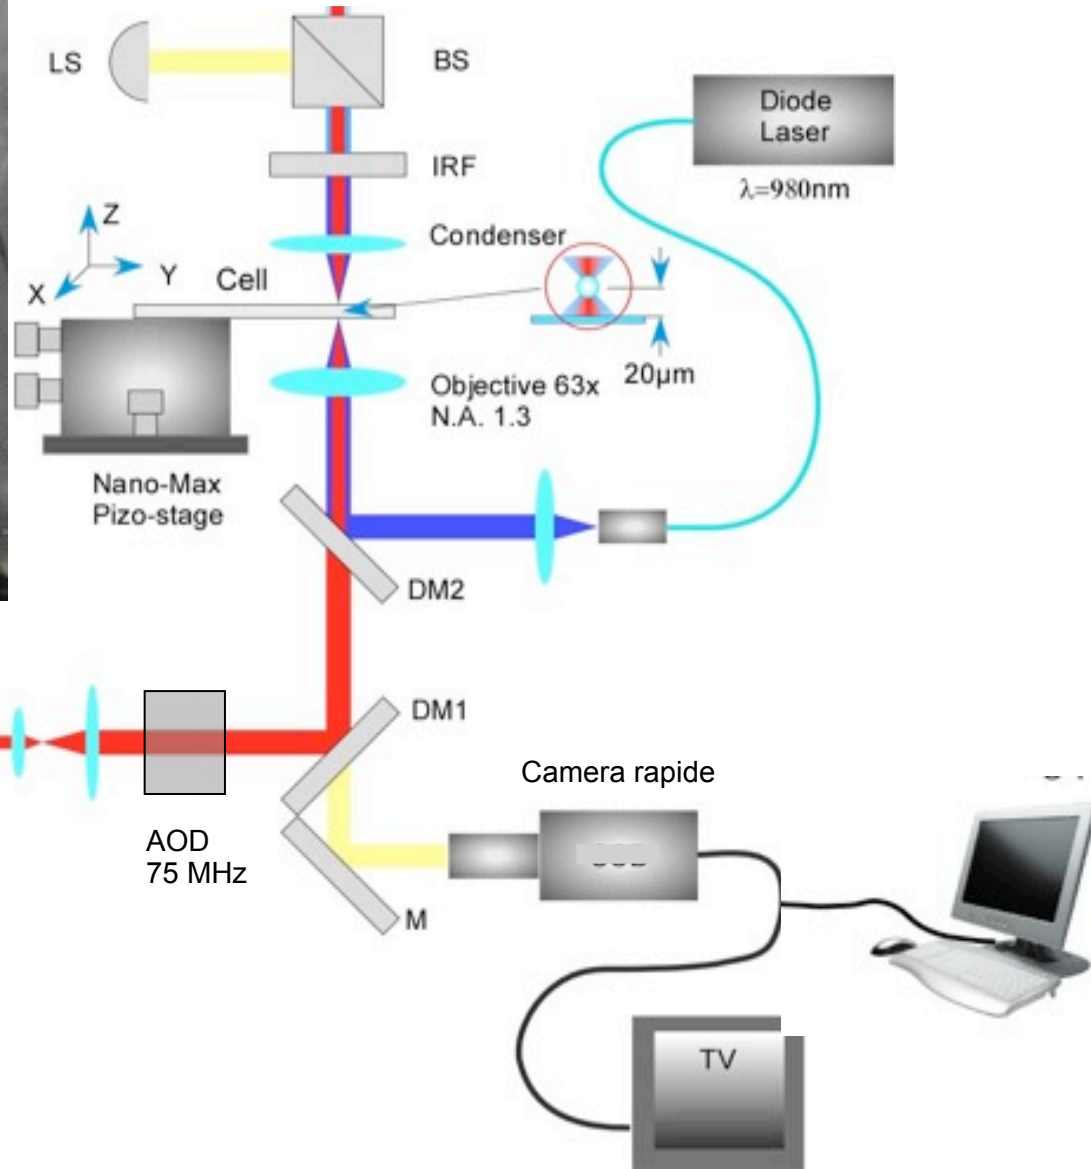 LS
BS
Diode
Laser
λ=980nm
IRF
Condenser
Z
Y
X
Cell
20μm
Objective 63x
N.A. 1.3
Nano-Max
Pizo-stage
DM2
DM1
Camera rapide
AOD
75 MHz
M
TV